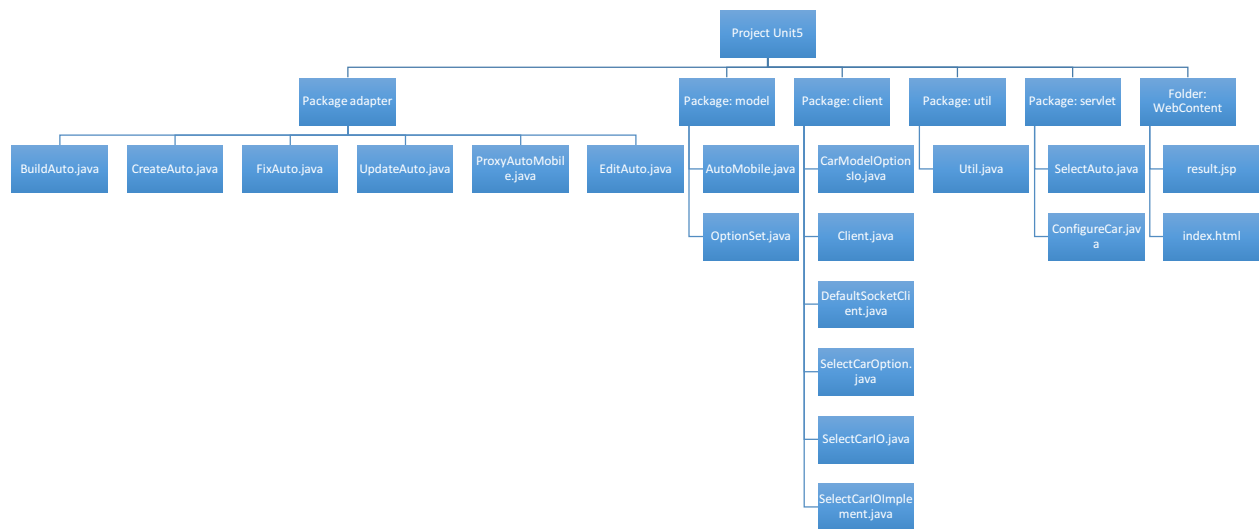 Project Unit5
Package adapter
Package: model
Package: client
Package: util
Package: servlet
Folder:
WebContent
BuildAuto.java
CreateAuto.java
FixAuto.java
UpdateAuto.java
ProxyAutoMobil
e.java
EditAuto.java
AutoMobile.java
CarModelOption
sIo.java
Util.java
SelectAuto.java
result.jsp
OptionSet.java
Client.java
ConfigureCar.jav
a
index.html
DefaultSocketCli
ent.java
SelectCarOption.
java
SelectCarIO.java
SelectCarIOImple
ment.java